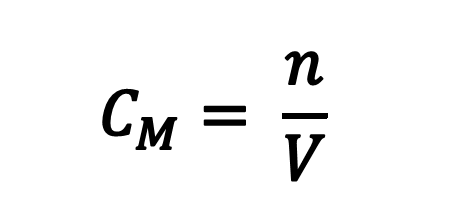 C_M = n/V